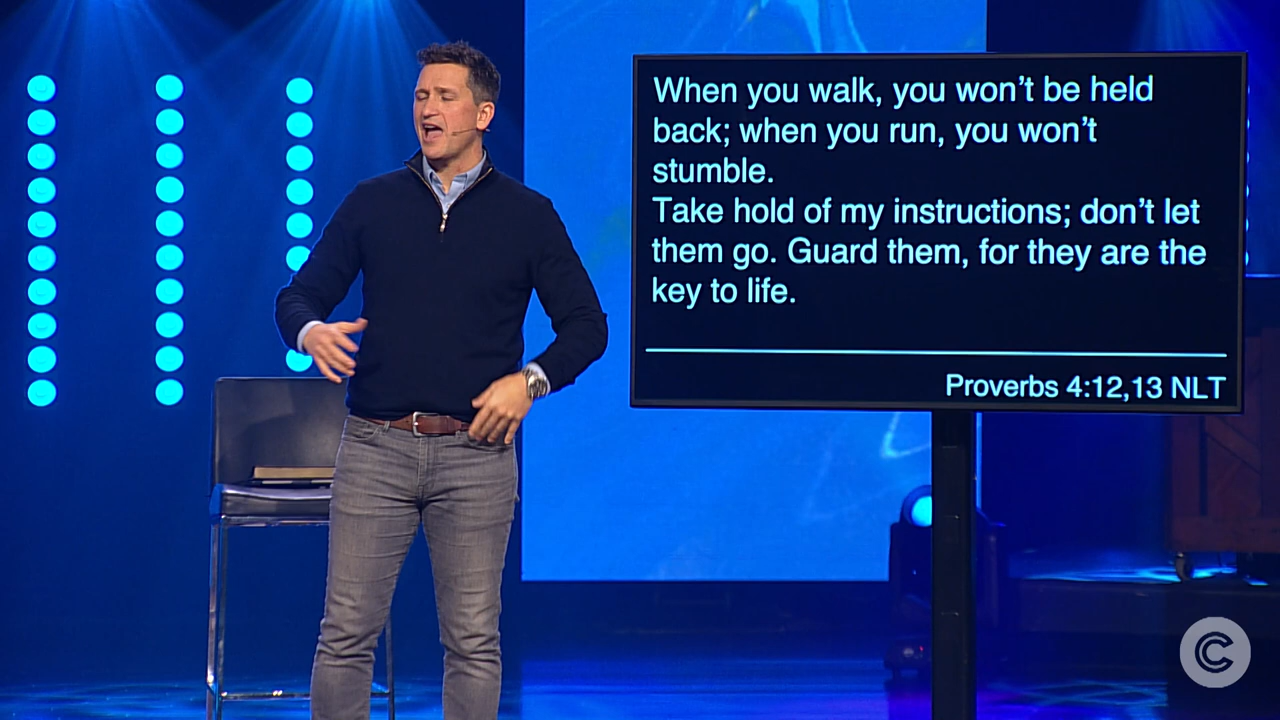 When you walk, you won't be held
back; when you run, you won't
stumble.
Take hold of my instructions; don't let
them go. Guard them, for they are the
key to life.
Proverbs 4:12,13 NLT
C